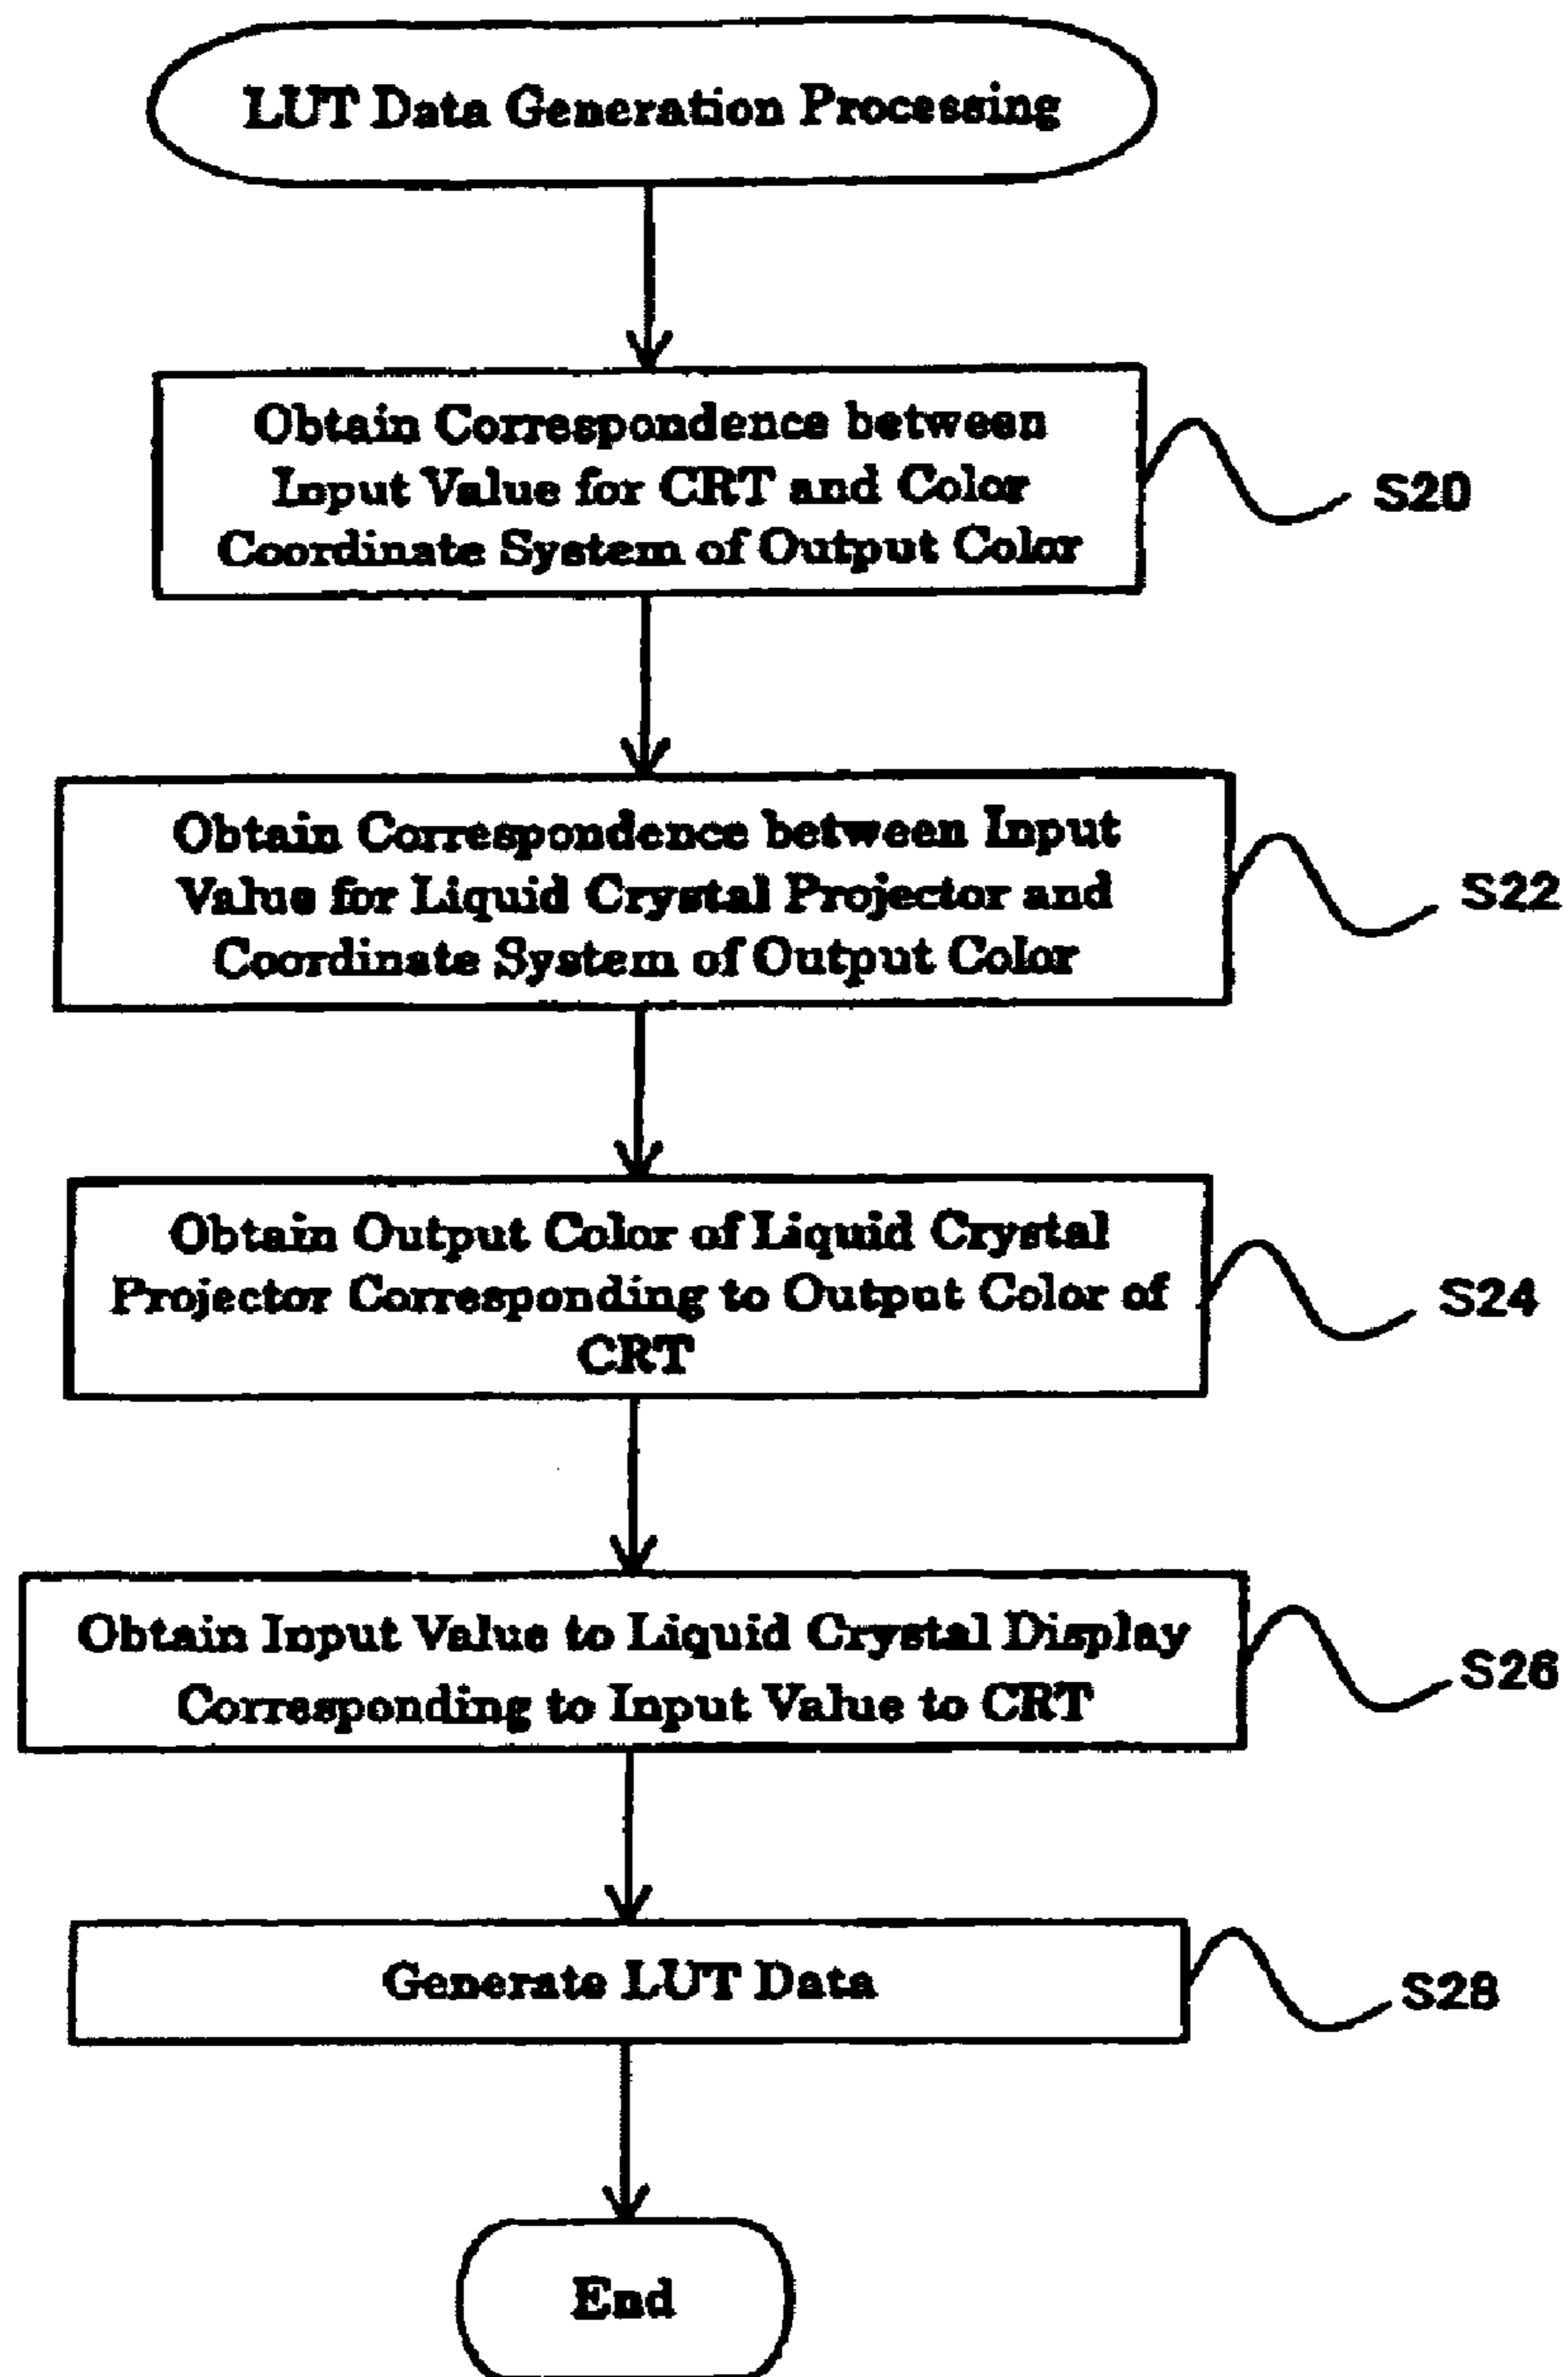 LUT Data Generation Processing
Obtain Correspondence between
Input Value for CRT and Color
Coordinate System of Output Color
S20
Obtain Correspondence between Input
Value for Liquid Crystal Projector and
Coordinate System of Output Color
S22
Obtain Output Color of Liquid Crystal
Projector Corresponding to Output Color of
CRT
S24
Obtain Input Value to Liquid Crystal Display
Corresponding to Input Value to CRT
S26
Generate LUT Data
S28
End